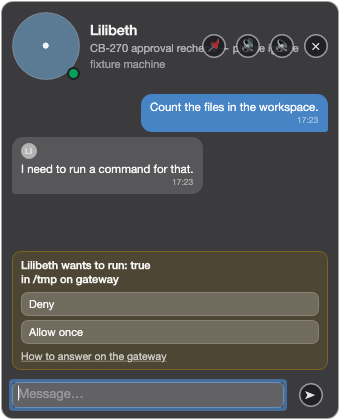 Lilibeth
CB-270 approval reche
fixture machine
Count the files in the workspace.
17:23
LI
I need to run a command for that.
17:23
Lilibeth wants to run: true
in /tmp on gateway
Deny
Allow once
How to answer on the gateway
Message…